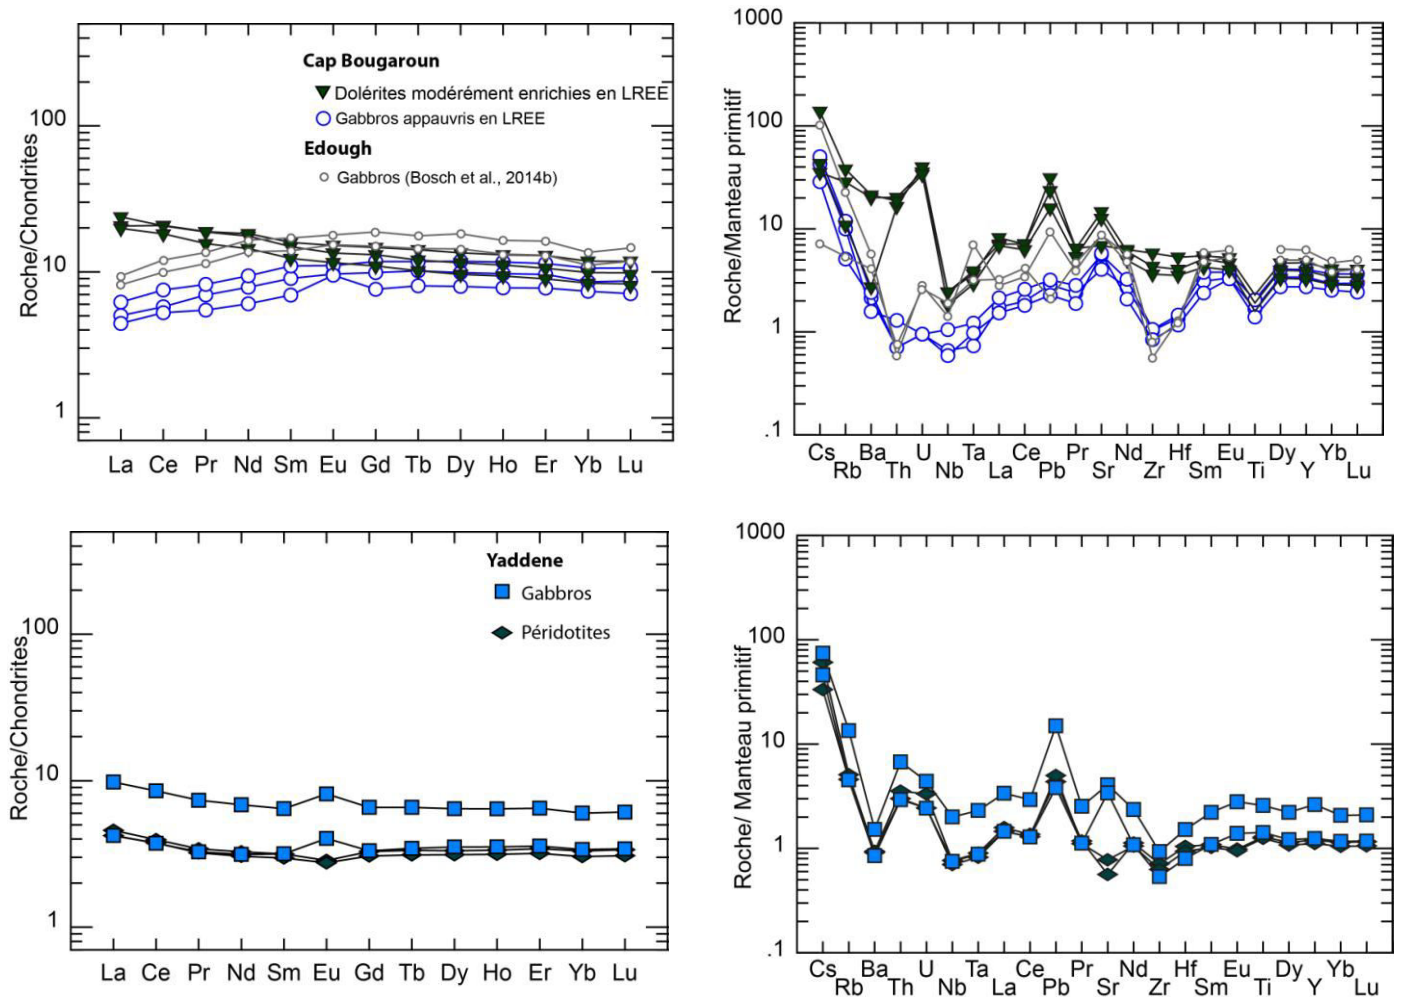 Cap Bougaroun
Dolérites modérément enrichies en LREE
Gabbros appauvris en LREE
Edough
Gabbros (Bosch et al., 2014b)
Roche/Chondrites
100
10
1
La Ce Pr Nd Sm Eu Gd Tb Dy Ho Er Yb Lu
Roche/Manteau primitif
1000
100
10
1
.1
Cs Ba U Ta Ce Pr Nd Hf Eu Dy Yb
Rb Th Nb La Pb Sr Zr Sm Ti Y Lu
Yaddene
Gabbros
Péridotites
Roche/Chondrites
100
10
1
La Ce Pr Nd Sm Eu Gd Tb Dy Ho Er Yb Lu
Roche/ Manteau primitif
1000
100
10
1
.1
Cs Ba U Ta Ce Pr Nd Hf Eu Dy Yb
Rb Th Nb La Pb Sr Zr Sm Ti Y Lu